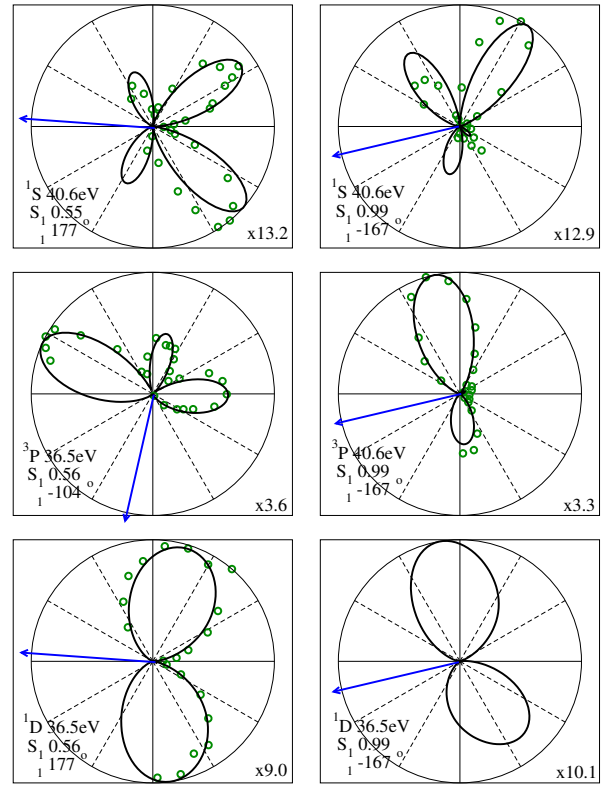 ¹S 40.6eV
S₁ 0.55
₁ 177 °
x13.2
¹S 40.6eV
S₁ 0.99
₁ -167 °
x12.9
³P 36.5eV
S₁ 0.56
₁ -104 °
x3.6
³P 40.6eV
S₁ 0.99
₁ -167 °
x3.3
¹D 36.5eV
S₁ 0.56
₁ 177 °
x9.0
¹D 36.5eV
S₁ 0.99
₁ -167 °
x10.1